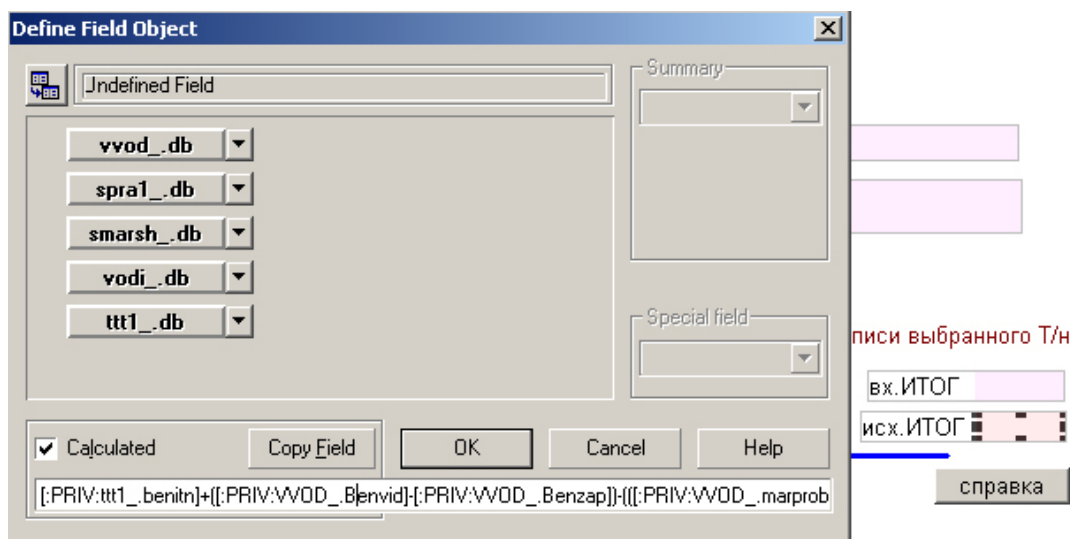 Define Field Object
Undefined Field
Summary
vvod_.db
spra1_.db
smarsh_.db
vodi_.db
ttt1_.db
Special field
писи выбранного Т/н
вх.ИТОГ
исх.ИТОГ
Calculated
Copy Field
OK
Cancel
Help
[:PRIV:ttt1_.benitn]+([:PRIV:VVOD_.Benvid]-[:PRIV:VVOD_.Benzap])-(([:PRIV:VVOD_.marprob
справка